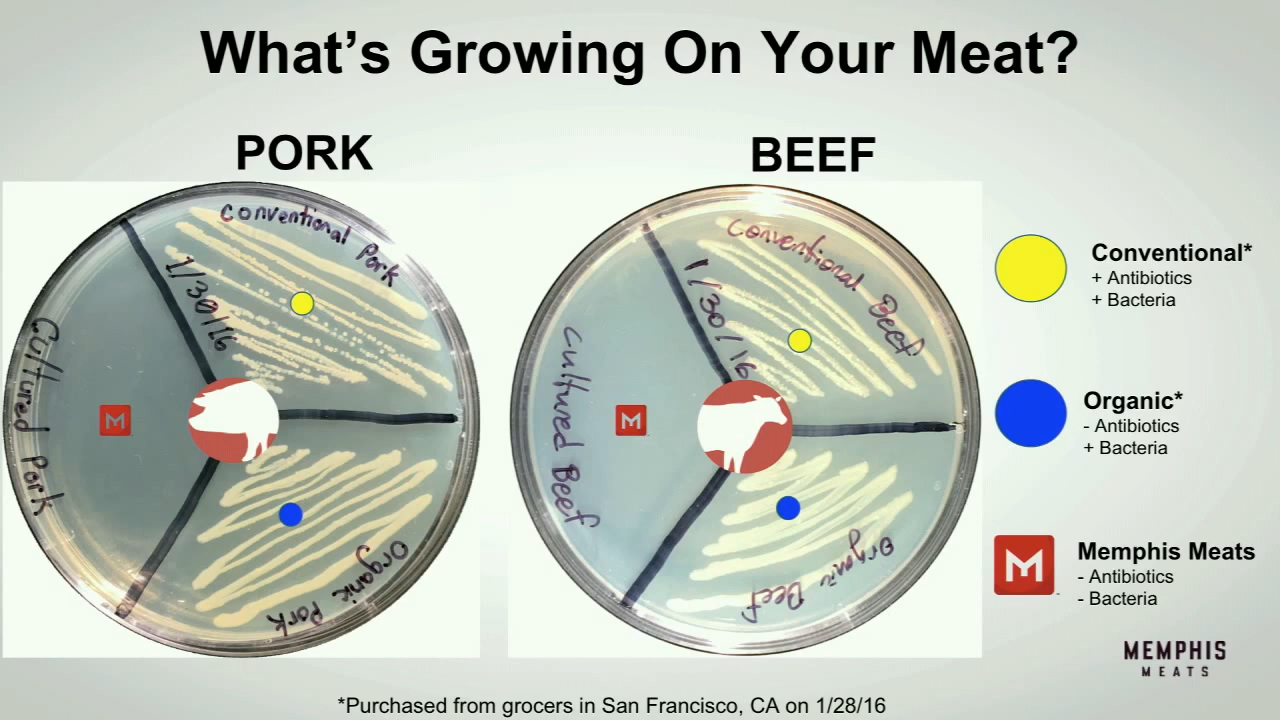 What's Growing On Your Meat?
PORK
BEEF
Conventional Pork
1/30/16
Cultured Pork
Organic Pork
M
Conventional Beef
1/30/16
Cultured Beef
Organic Beef
M
Conventional*
+ Antibiotics
+ Bacteria
Organic*
- Antibiotics
+ Bacteria
M
Memphis Meats
- Antibiotics
- Bacteria
MEMPHIS
MEATS
*Purchased from grocers in San Francisco, CA on 1/28/16